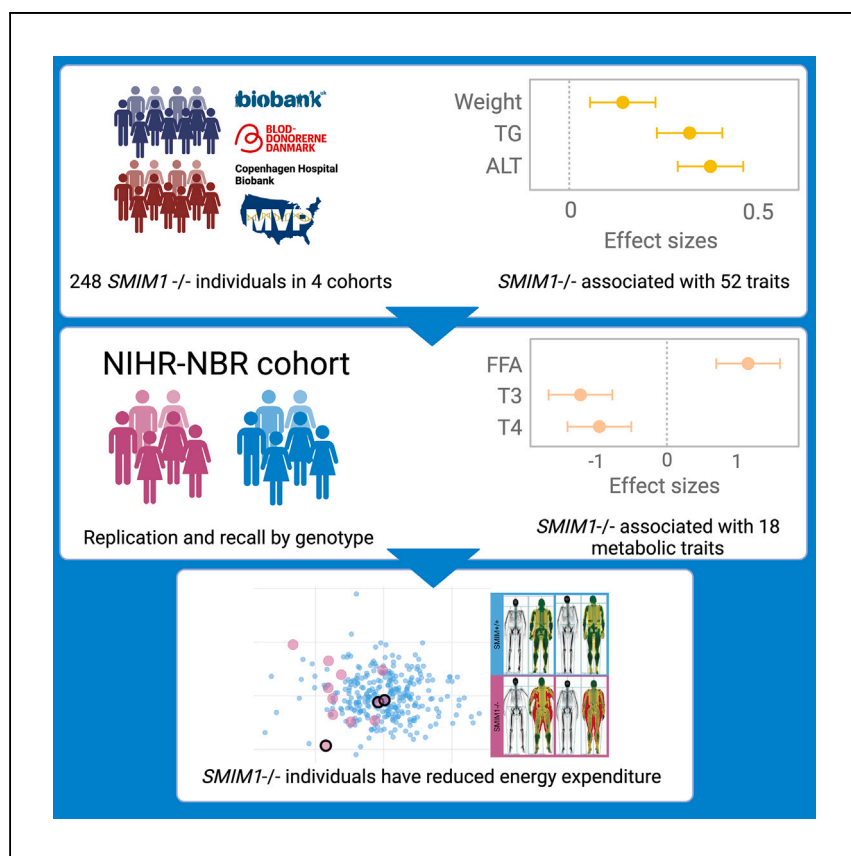 biobank uk
BLOD-
DONORERNE
DANMARK
Copenhagen Hospital
Biobank
MVP
248 SMIM1 -/- individuals in 4 cohorts
Weight
TG
ALT
0
0.5
Effect sizes
SMIM1-/- associated with 52 traits
NIHR-NBR cohort
Replication and recall by genotype
FFA
T3
T4
-1
0
1
Effect sizes
SMIM1-/- associated with 18
metabolic traits
SMIM+/+
SMIM1-/-
SMIM1-/- individuals have reduced energy expenditure